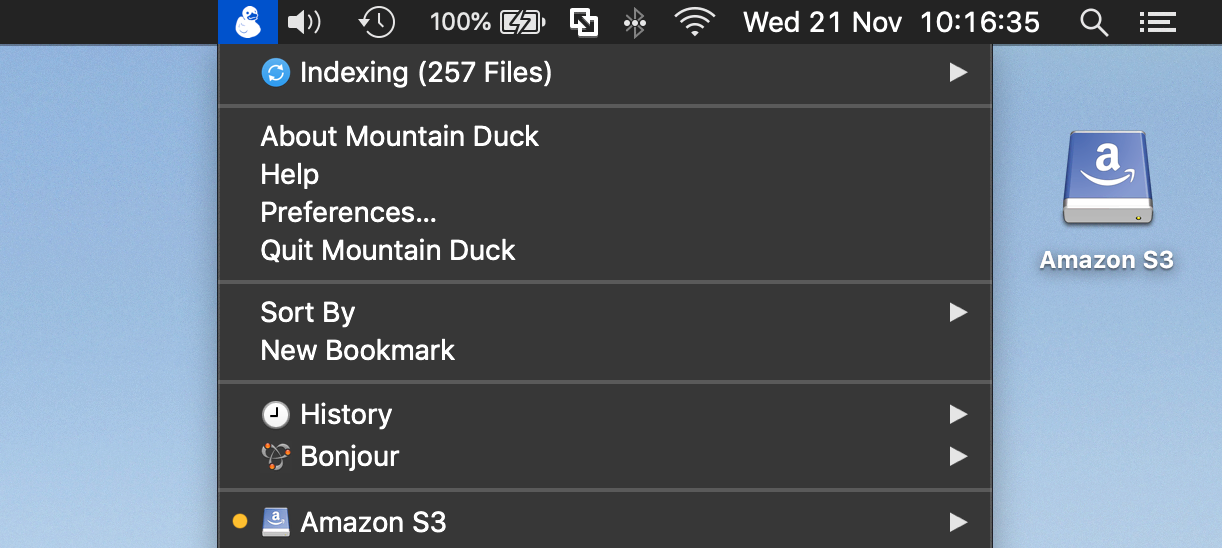 100% Wed 21 Nov 10:16:35
Indexing (257 Files)
About Mountain Duck
Help
Preferences...
Quit Mountain Duck
Sort By
New Bookmark
History
Bonjour
a Amazon S3
a
Amazon S3